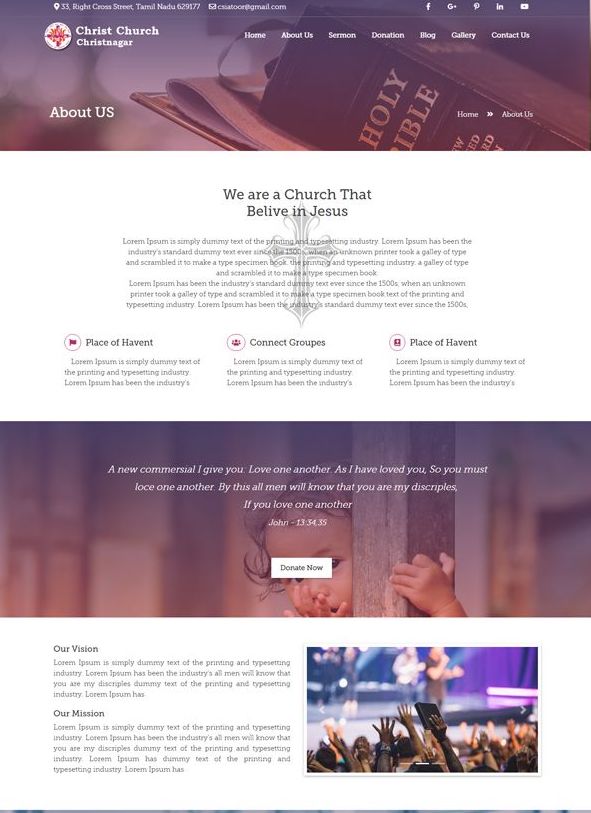 33, Right Cross Street, Tamil Nadu 629177 csiatoor@gmail.com
Christ Church
Christnagar
Home About Us Sermon Donation Blog Gallery Contact Us
HOLY
BIBLE
About US
Home » About Us
We are a Church That
Belive in Jesus
Lorem Ipsum is simply dummy text of the printing and typesetting industry. Lorem Ipsum has been the
industry's standard dummy text ever since the 1500s, when an unknown printer took a galley of type
and scrambled it to make a type specimen book. the printing and typesetting industry. a galley of type
and scrambled it to make a type specimen book
Lorem Ipsum has been the industry's standard dummy text ever since the 1500s, when an unknown
printer took a galley of type and scrambled it to make a type specimen book text of the printing and
typesetting industry. Lorem Ipsum has been the industry's standard dummy text ever since,the 1500s,
Place of Havent
Lorem Ipsum is simply dummy text of
the printing and typesetting industry.
Lorem Ipsum has been the industry's
Connect Groupes
Lorem Ipsum is simply dummy text of
the printing and typesetting industry.
Lorem Ipsum has been the industry's
Place of Havent
Lorem Ipsum is simply dummy text of
the printing and typesetting industry.
Lorem Ipsum has been the industry's
A new commersial I give you: Love one another. As I have loved you, So you must
loce one another. By this all men will know that you are my discriples,
If you love one another
John - 13:34,35
Donate Now
Our Vision
Lorem Ipsum is simply dummy text of the printing and typesetting
industry. Lorem Ipsum has been the industry's all men will know that
you are my discriples dummy text of the printing and typesetting
industry. Lorem Ipsum has
Our Mission
Lorem Ipsum is simply dummy text of the printing and typesetting
industry. Lorem Ipsum has been the industry's all men will know that
you are my discriples dummy text of the printing and typesetting
industry. Lorem Ipsum has dummy text of the printing and
typesetting industry. Lorem Ipsum has